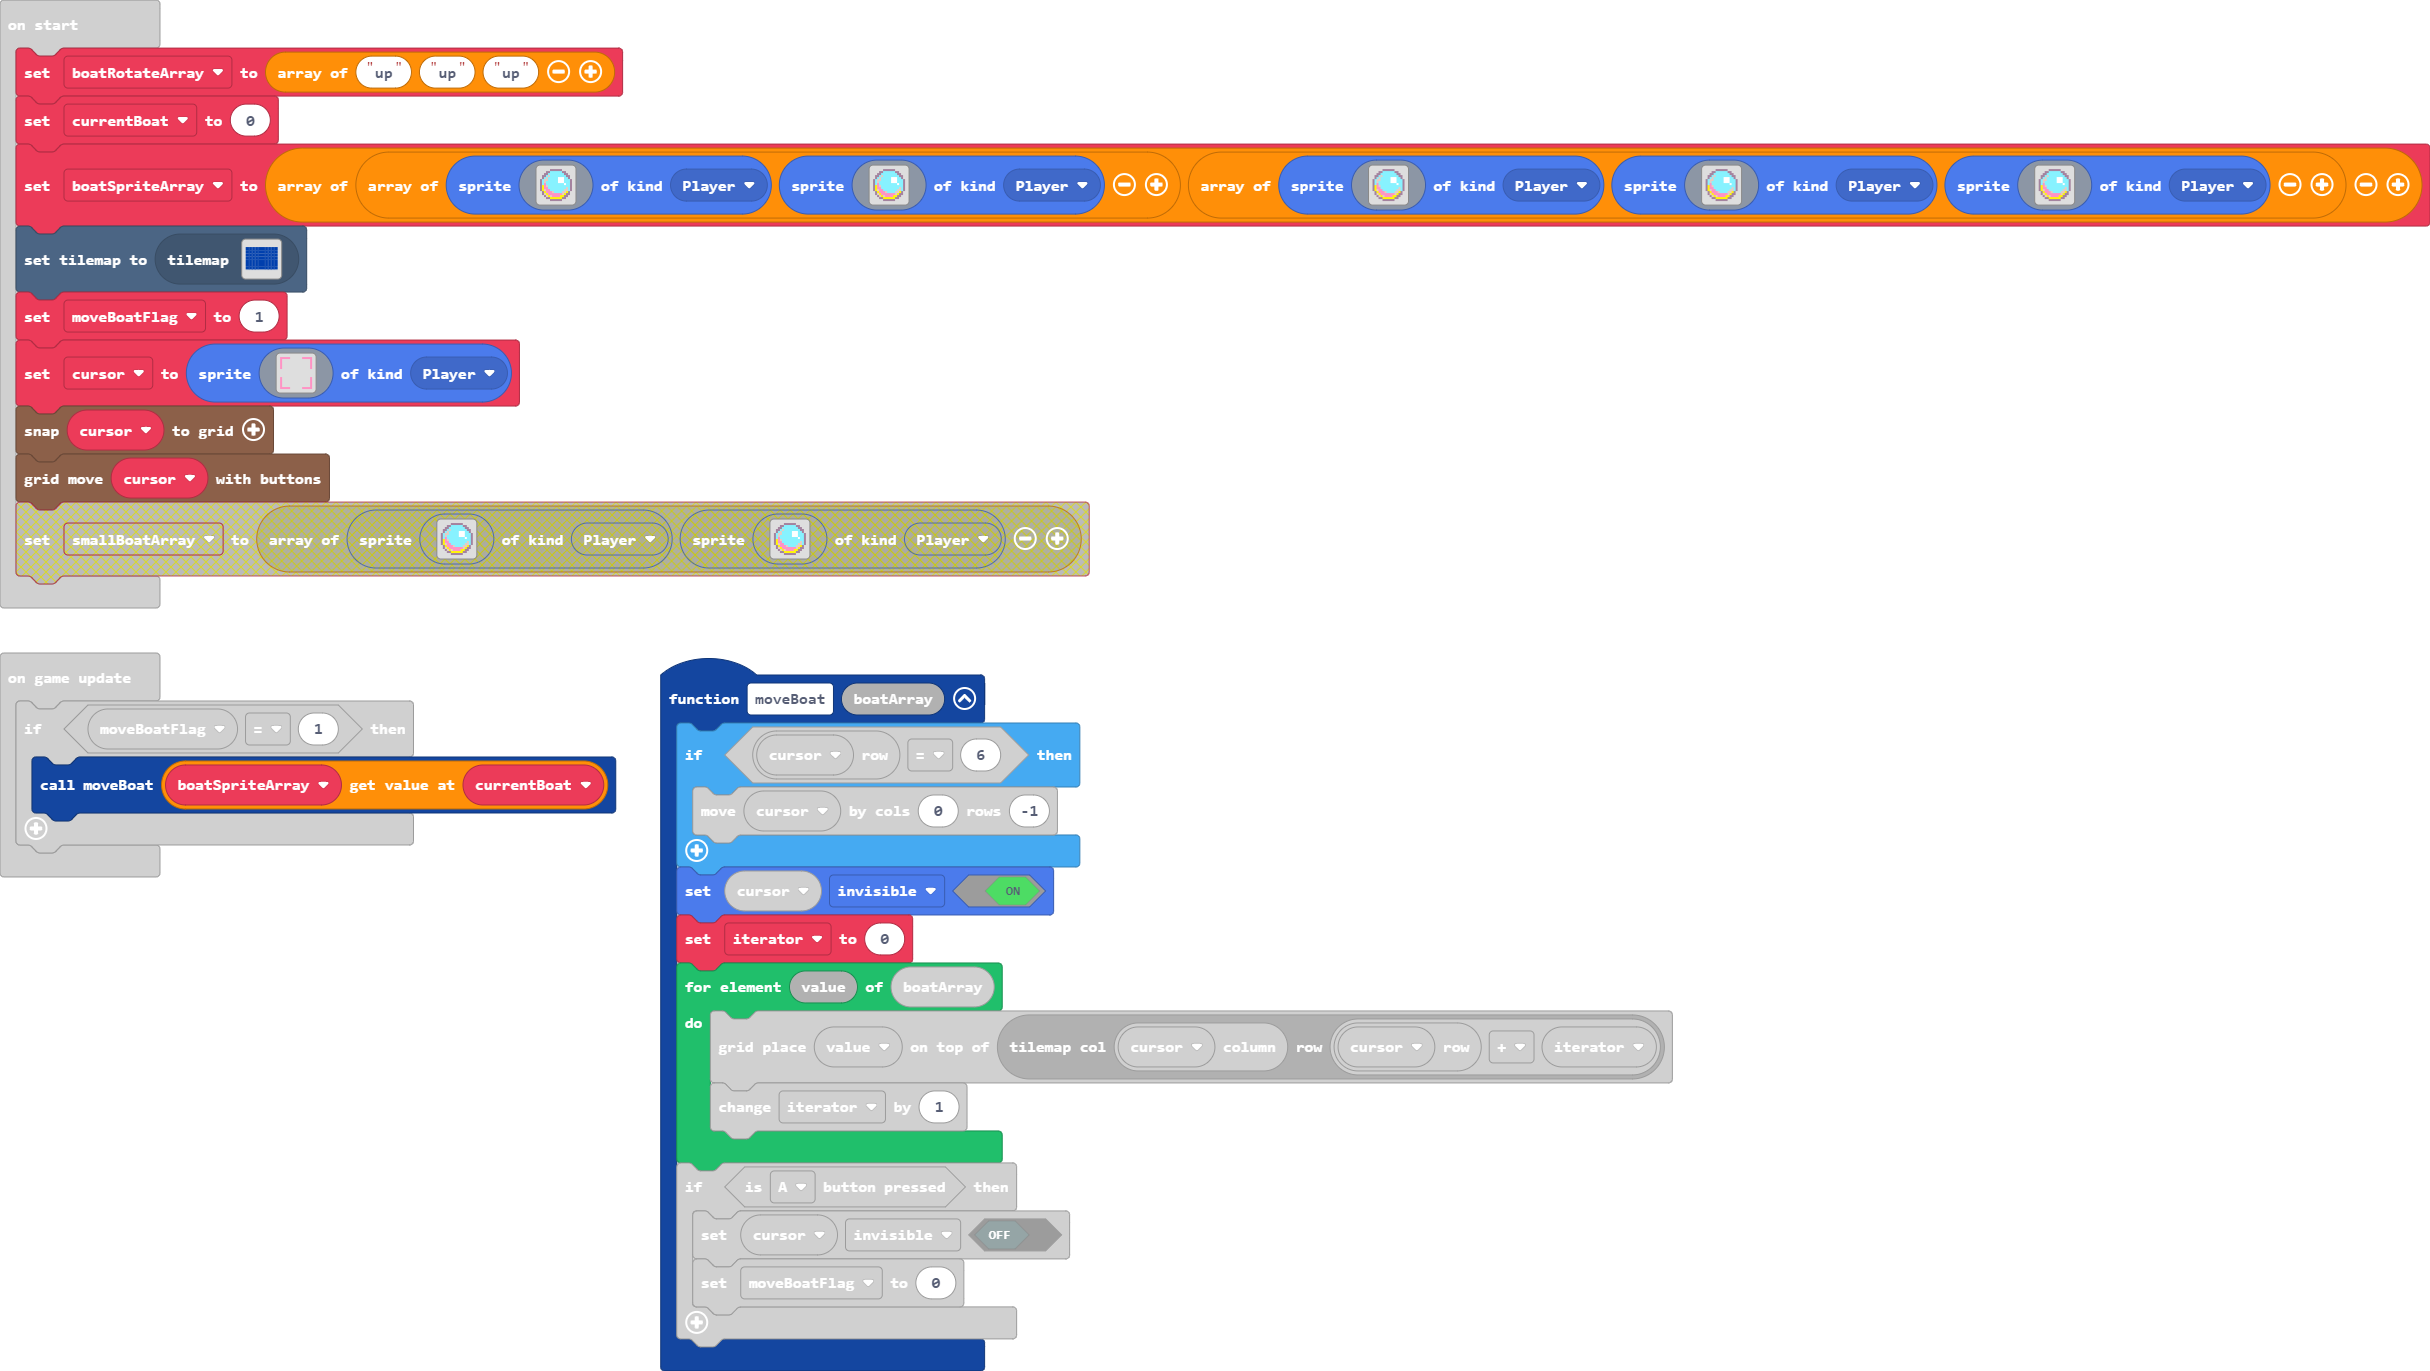 on start
set boatRotateArray to array of "up" "up" "up"
set currentBoat to 0
set boatSpriteArray to array of array of sprite of kind Player sprite of kind Player array of sprite of kind Player sprite of kind Player sprite of kind Player
set tilemap to tilemap
set moveBoatFlag to 1
set cursor to sprite of kind Player
snap cursor to grid
grid move cursor with buttons
set smallBoatArray to array of sprite of kind Player sprite of kind Player
on game update
if moveBoatFlag = 1 then
call moveBoat boatSpriteArray get value at currentBoat
function moveBoat boatArray
if cursor row = 6 then
move cursor by cols 0 rows -1
set cursor invisible ON
set iterator to 0
for element value of boatArray
do
grid place value on top of tilemap col cursor column row cursor row + iterator
change iterator by 1
if is A button pressed then
set cursor invisible OFF
set moveBoatFlag to 0